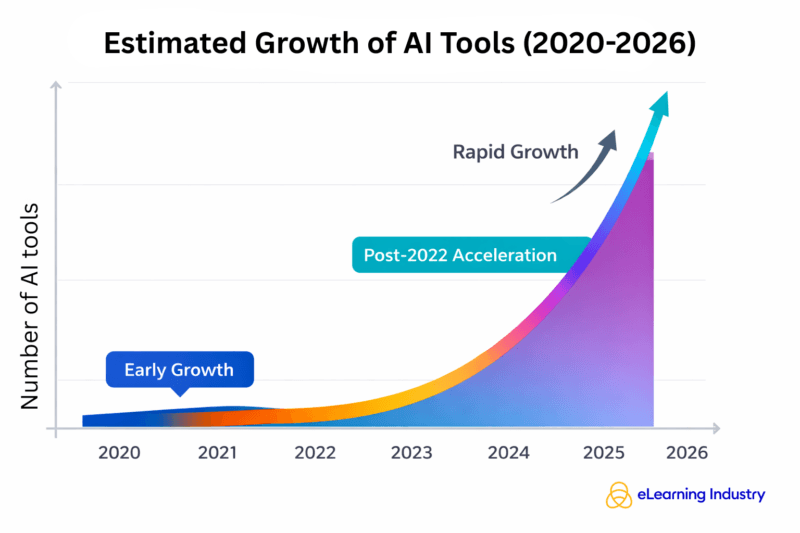 Estimated Growth of AI Tools (2020-2026)
Number of AI tools
Rapid Growth
Post-2022 Acceleration
Early Growth
2020 2021 2022 2023 2024 2025 2026
eLearning Industry